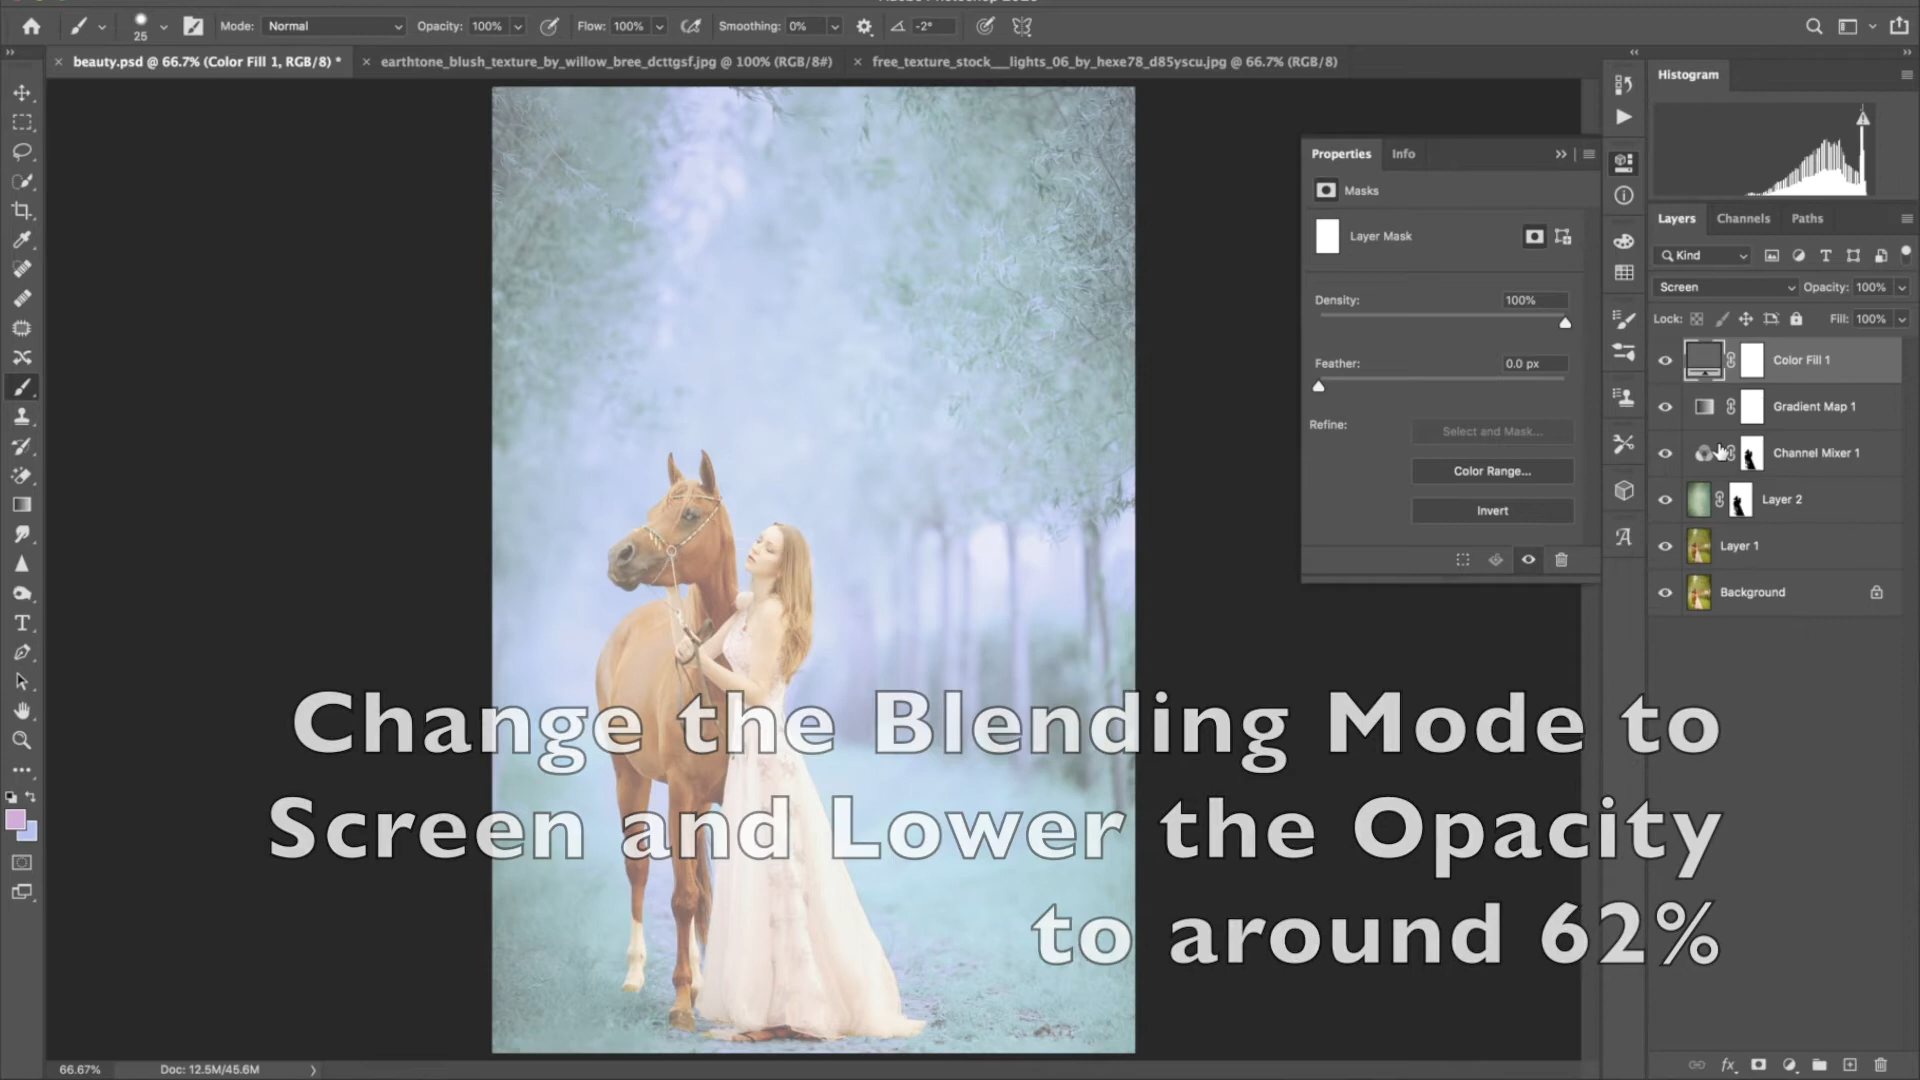 25
Mode: Normal
Opacity: 100%
Flow: 100%
Smoothing: 0%
-2°
beauty.psd @ 66.7% (Color Fill 1, RGB/8) *
earthtone_blush_texture_by_willow_bree_dcttgsf.jpg @ 100% (RGB/8#)
free_texture_stock__lights_06_by_hexe78_d85yscu.jpg @ 66.7% (RGB/8)
Properties
Info
Masks
Layer Mask
Density: 100%
Feather: 0.0 px
Refine:
Select and Mask...
Color Range...
Invert
Histogram
Layers
Channels
Paths
Kind
Screen
Opacity: 100%
Lock:
Fill: 100%
Color Fill 1
Gradient Map 1
Channel Mixer 1
Layer 2
Layer 1
Background
Change the Blending Mode to
Screen and Lower the Opacity
to around 62%
66.67%
Doc: 12.5M/45.6M